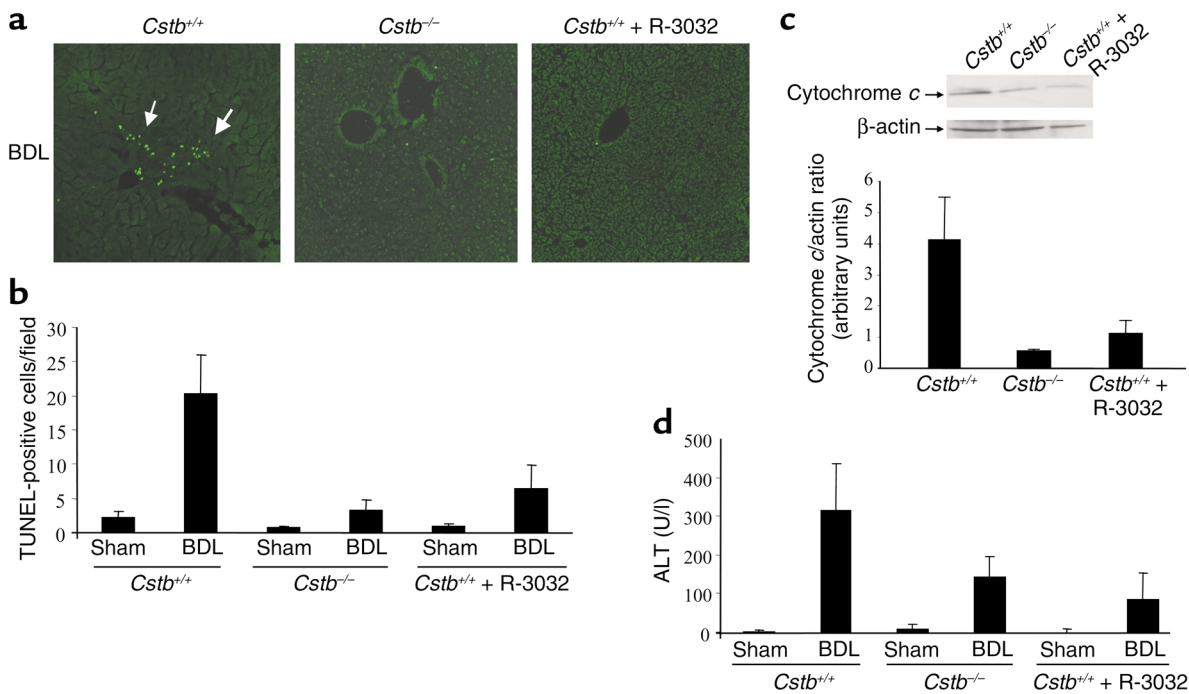 a
Cstb+/+
Cstb–/–
Cstb+/+ + R-3032
BDL
b
TUNEL-positive cells/field
30
25
20
15
10
5
0
Sham BDL Sham BDL Sham BDL
Cstb+/+ Cstb–/– Cstb+/+ + R-3032
c
Cstb+/+
Cstb–/–
Cstb+/+ +
R-3032
Cytochrome c
β-actin
Cytochrome c/actin ratio
(arbitrary units)
6
5
4
3
2
1
0
Cstb+/+ Cstb–/– Cstb+/+ +
R-3032
d
ALT (U/l)
500
400
300
200
100
0
Sham BDL Sham BDL Sham BDL
Cstb+/+ Cstb–/– Cstb+/+ + R-3032